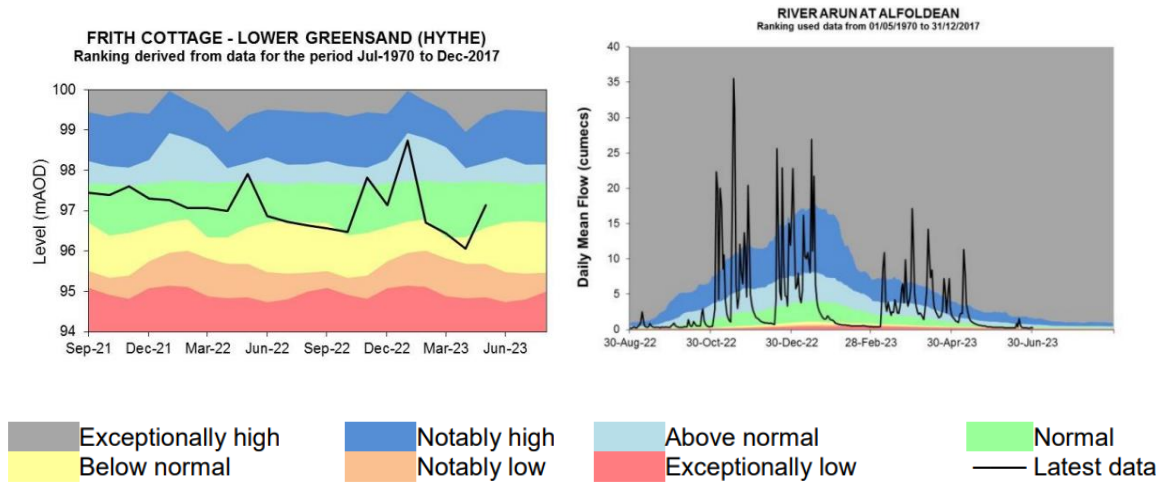 FRITH COTTAGE - LOWER GREENSAND (HYTHE)
Ranking derived from data for the period Jul-1970 to Dec-2017
Level (mAOD)
100
99
98
97
96
95
94
Sep-21 Dec-21 Mar-22 Jun-22 Sep-22 Dec-22 Mar-23 Jun-23
RIVER ARUN AT ALFOLDEAN
Ranking used data from 01/05/1970 to 31/12/2017
Daily Mean Flow (cumecs)
40
35
30
25
20
15
10
5
0
30-Aug-22 30-Oct-22 30-Dec-22 28-Feb-23 30-Apr-23 30-Jun-23
Exceptionally high Notably high Above normal Normal
Below normal Notably low Exceptionally low Latest data